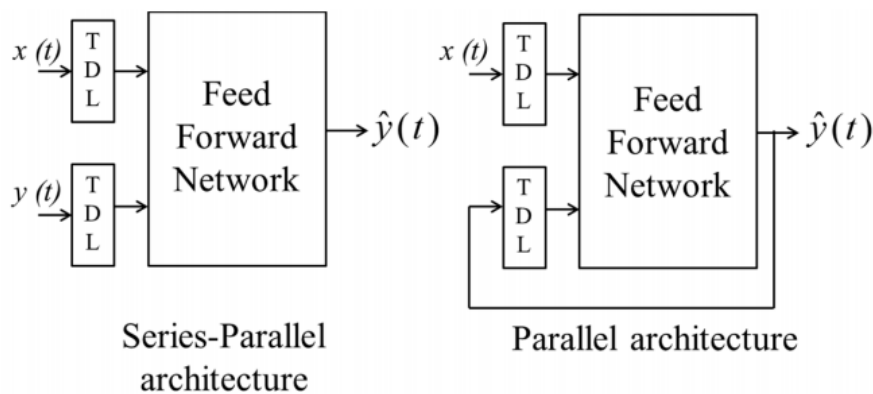 x (t)
T
D
L
y (t)
T
D
L
Feed
Forward
Network
ŷ(t)
Series-Parallel
architecture
x (t)
T
D
L
T
D
L
Feed
Forward
Network
ŷ(t)
Parallel architecture